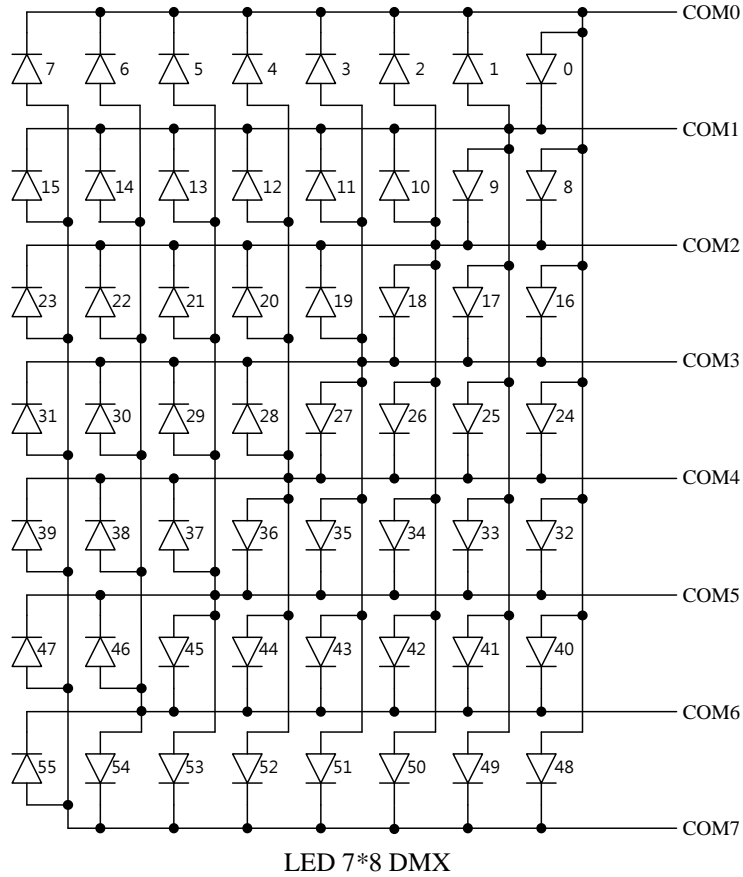 COM0
7 6 5 4 3 2 1 0
COM1
15 14 13 12 11 10 9 8
COM2
23 22 21 20 19 18 17 16
COM3
31 30 29 28 27 26 25 24
COM4
39 38 37 36 35 34 33 32
COM5
47 46 45 44 43 42 41 40
COM6
55 54 53 52 51 50 49 48
COM7
LED 7*8 DMX